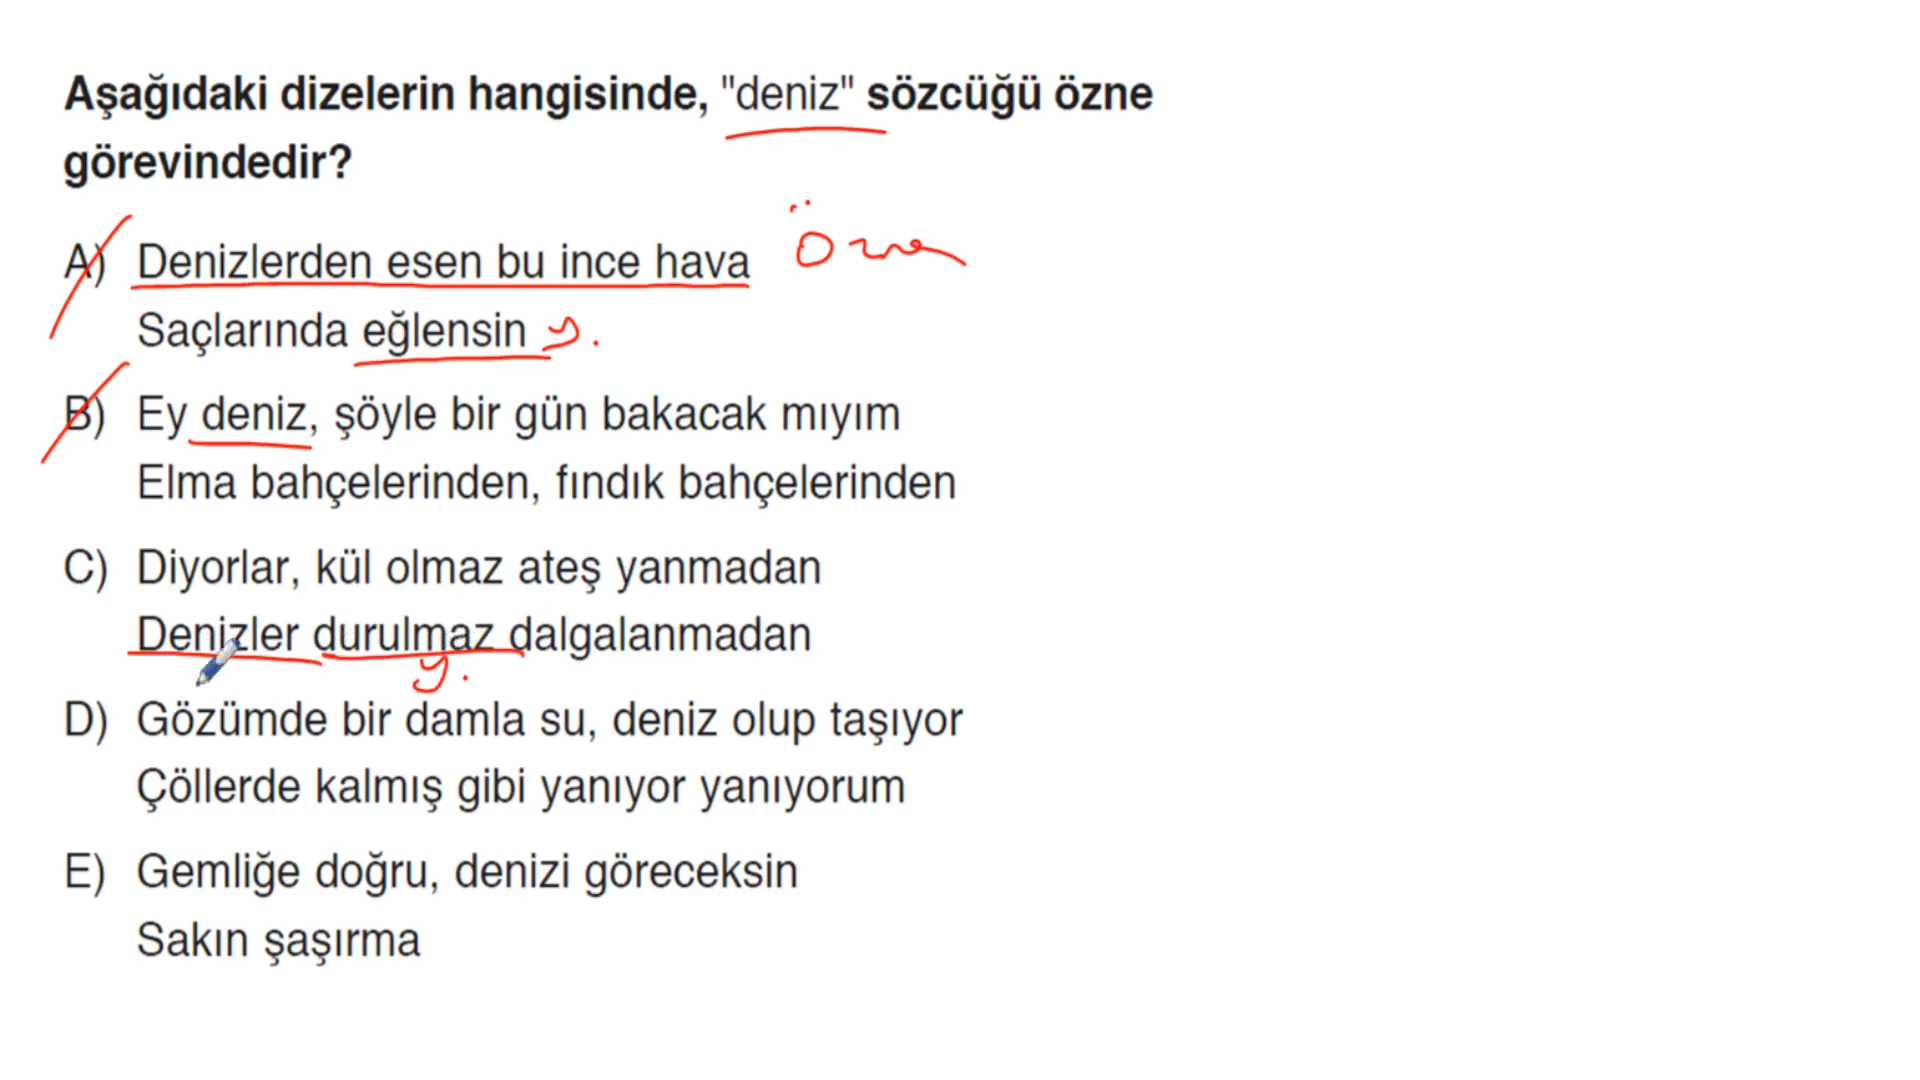 Aşağıdaki dizelerin hangisinde, "deniz" sözcüğü özne
görevindedir?
A) Denizlerden esen bu ince hava Özne
Saçlarında eğlensin y.
B) Ey deniz, şöyle bir gün bakacak mıyım
Elma bahçelerinden, fındık bahçelerinden
C) Diyorlar, kül olmaz ateş yanmadan
Denizler durulmaz dalgalanmadan
y.
D) Gözümde bir damla su, deniz olup taşıyor
Çöllerde kalmış gibi yanıyor yanıyorum
E) Gemliğe doğru, denizi göreceksin
Sakın şaşırma